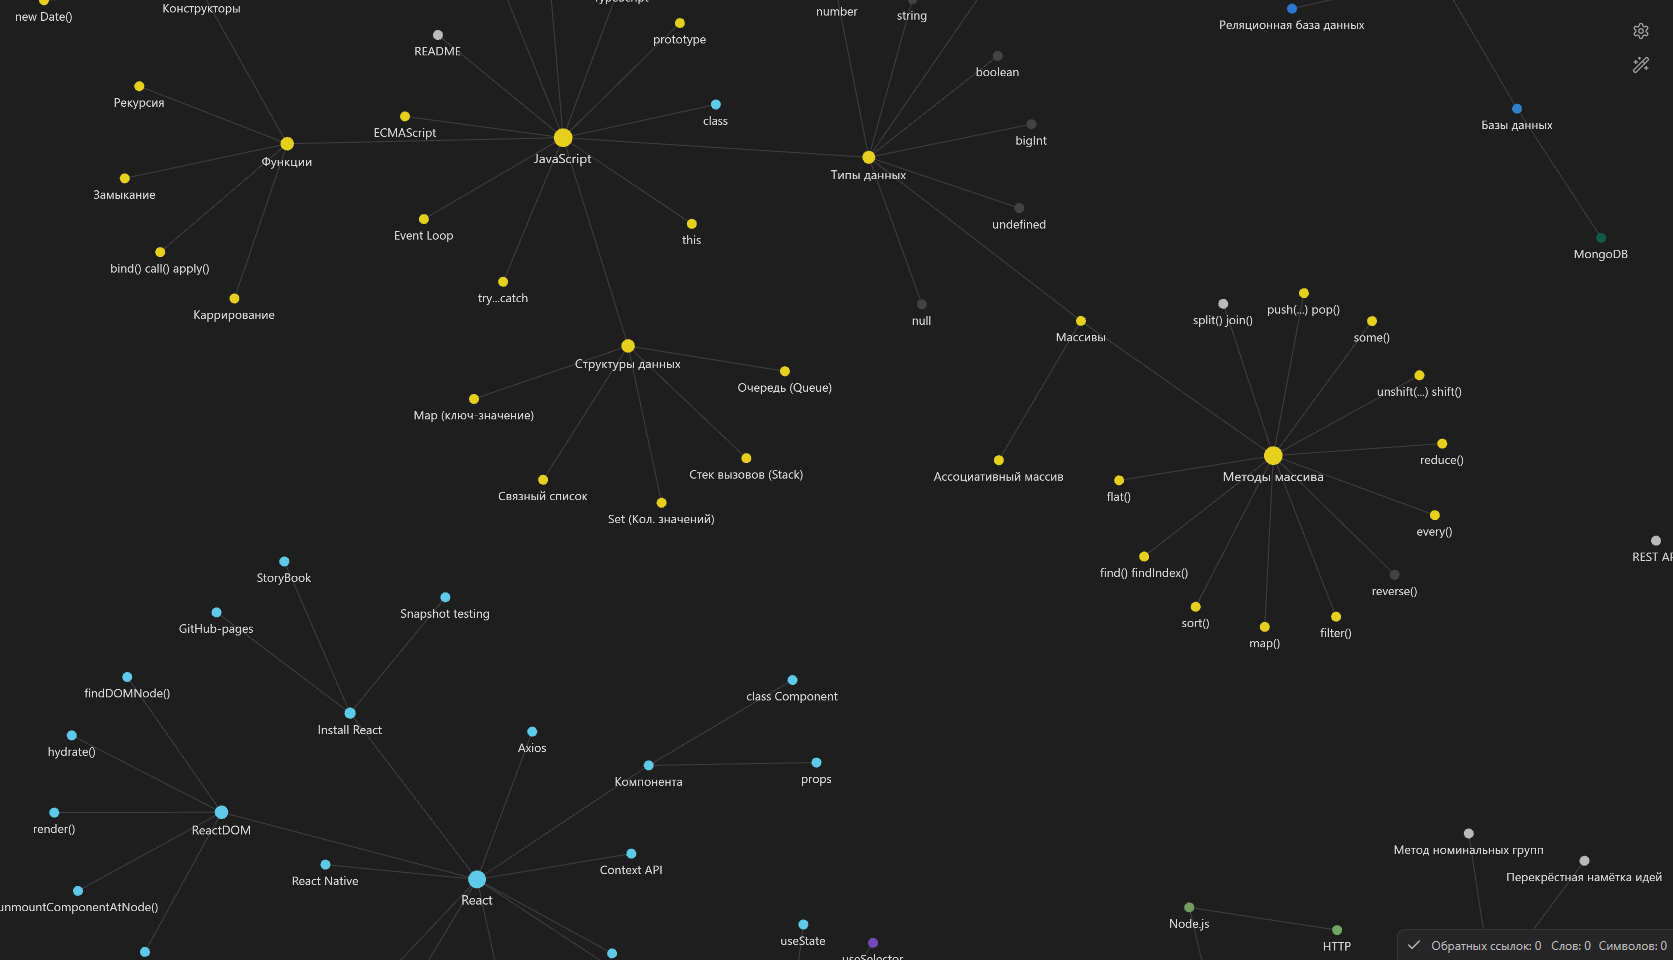 new Date()
Конструкторы
TypeScript
number
string
Реляционная база данных
README
prototype
boolean
Рекурсия
ECMAScript
class
bigInt
Базы данных
Функции
JavaScript
Типы данных
Замыкание
Event Loop
this
undefined
MongoDB
bind() call() apply()
try...catch
Каррирование
null
split() join()
push(...) pop()
Массивы
some()
Структуры данных
Очередь (Queue)
unshift(...) shift()
Map (ключ-значение)
reduce()
Связный список
Стек вызовов (Stack)
Ассоциативный массив
flat()
Методы массива
Set (Кол. значений)
every()
REST AP
find() findIndex()
reverse()
StoryBook
Snapshot testing
GitHub-pages
sort()
map()
filter()
findDOMNode()
class Component
Install React
Axios
hydrate()
Компонента
props
render()
ReactDOM
Метод номинальных групп
React Native
Context API
Перекрёстная намётка идей
unmountComponentAtNode()
React
useState
Node.js
useSelector
HTTP
Обратных ссылок: 0 Слов: 0 Символов: 0